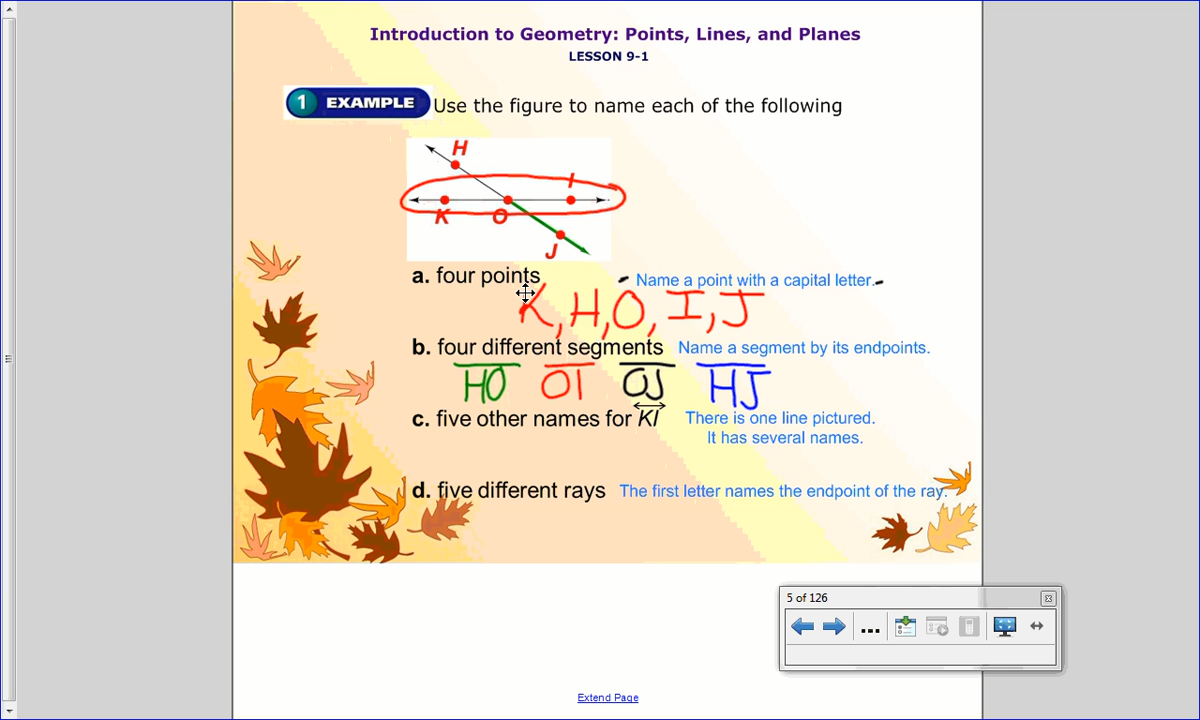 Introduction to Geometry: Points, Lines, and Planes
LESSON 9-1
1 EXAMPLE Use the figure to name each of the following
H
I
K O
J
a. four points Name a point with a capital letter.
K, H, O, I, J
b. four different segments Name a segment by its endpoints.
HO OI OJ HJ
c. five other names for KI There is one line pictured.
It has several names.
d. five different rays The first letter names the endpoint of the ray.
5 of 126
Extend Page